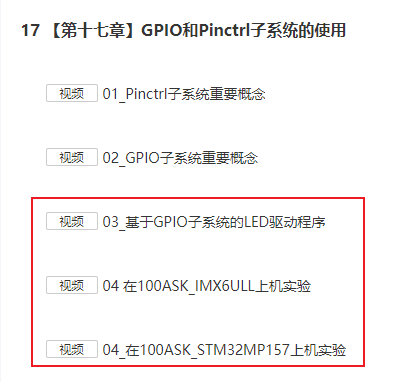 17 【第十七章】GPIO和Pinctrl子系统的使用
视频 01_Pinctrl子系统重要概念
视频 02_GPIO子系统重要概念
视频 03_基于GPIO子系统的LED驱动程序
视频 04 在100ASK_IMX6ULL上机实验
视频 04_在100ASK_STM32MP157上机实验